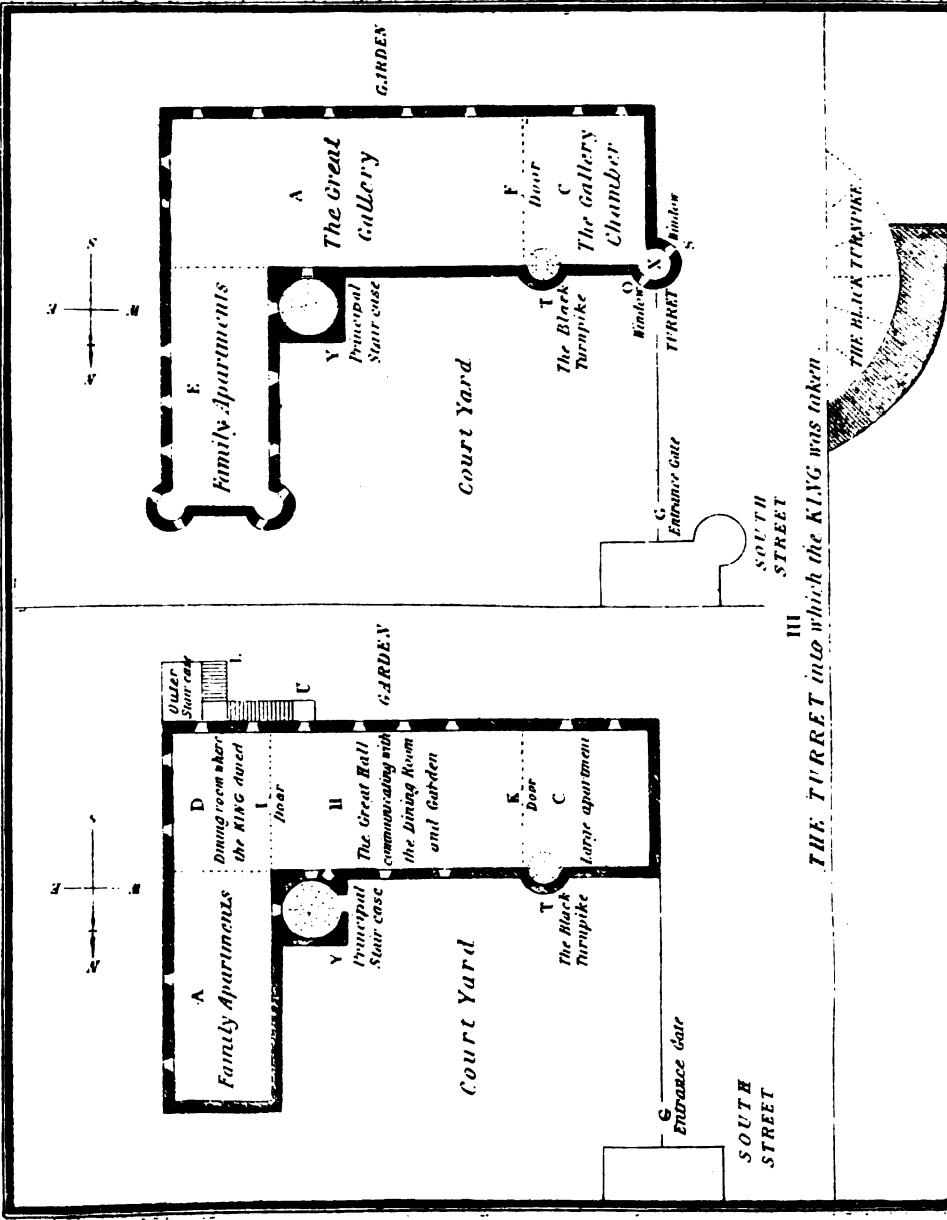 A
Family Apartments
D
Dining room where
the KING dined
I
Door
H
The Great Hall
communicating with
the Dining Room
and Garden
K
Door
C
Large apartment
Outer
Stair case
L
U
GARDEN
Y
Principal
Stair case
T
The Black
Turnpike
Court Yard
G
Entrance Gate
SOUTH
STREET
N
E
W
E
Family Apartments
A
The Great
Gallery
F
Door
C
The Gallery
Chamber
GARDEN
Y
Principal
Stair case
T
The Black
Turnpike
O
Window
TURRET
X
Window
S
Court Yard
G
Entrance Gate
SOUTH
STREET
N
S
E
W
III
THE TURRET into which the KING was taken
THE BLACK TURNPIKE